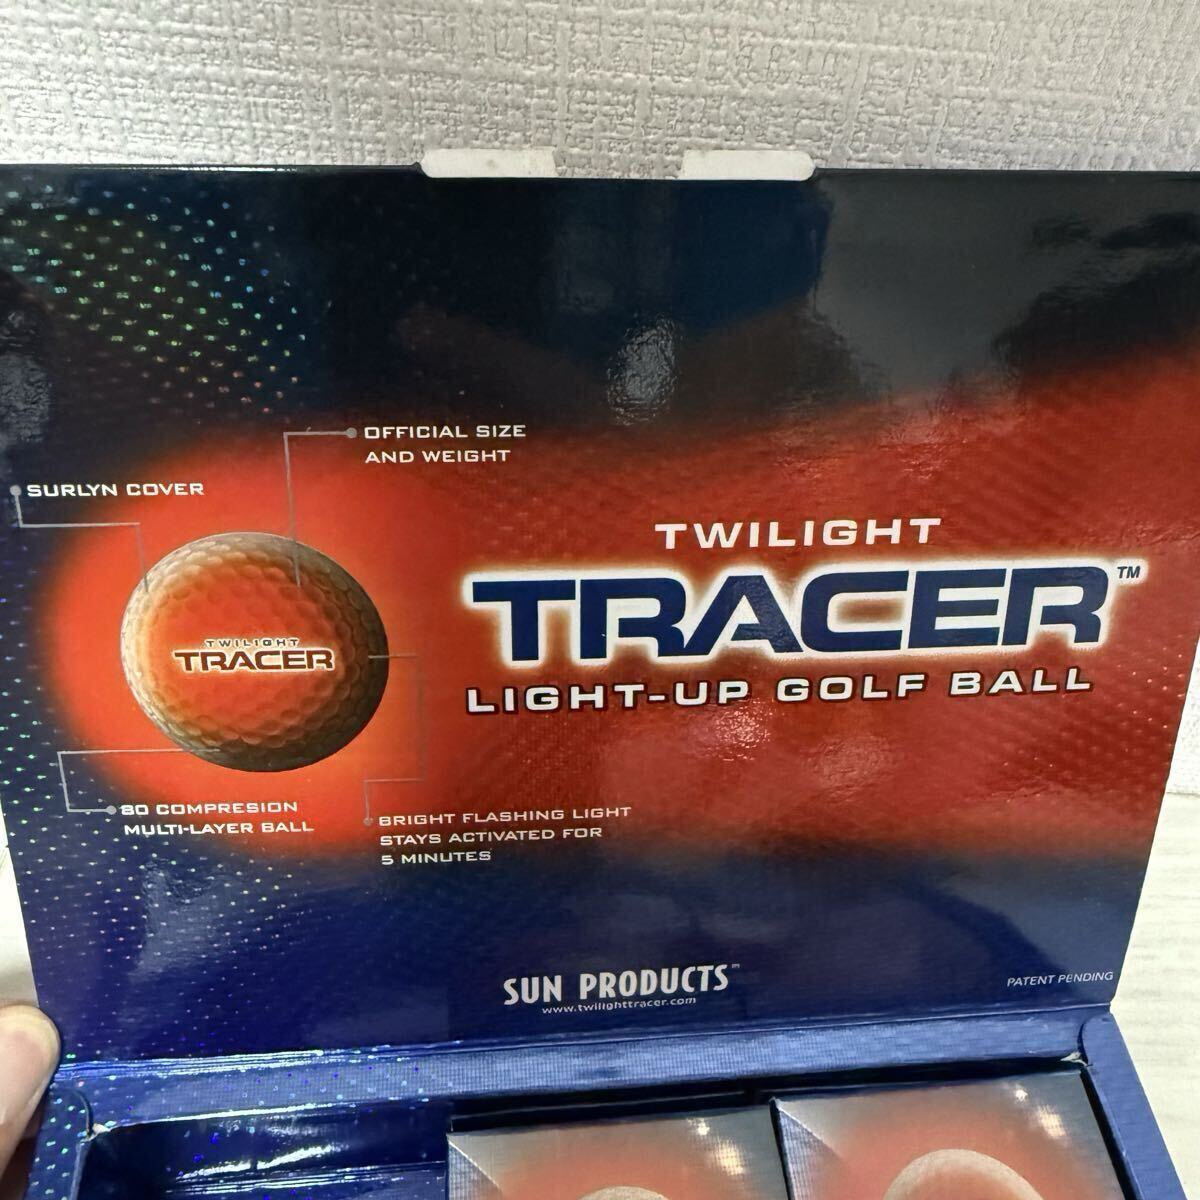 OFFICIAL SIZE
AND WEIGHT
SURLYN COVER
TWILIGHT
TRACER
TWILIGHT
TRACER™
LIGHT-UP GOLF BALL
80 COMPRESION
MULTI-LAYER BALL
BRIGHT FLASHING LIGHT
STAYS ACTIVATED FOR
5 MINUTES
SUN PRODUCTS™
www.twilighttracer.com
PATENT PENDING